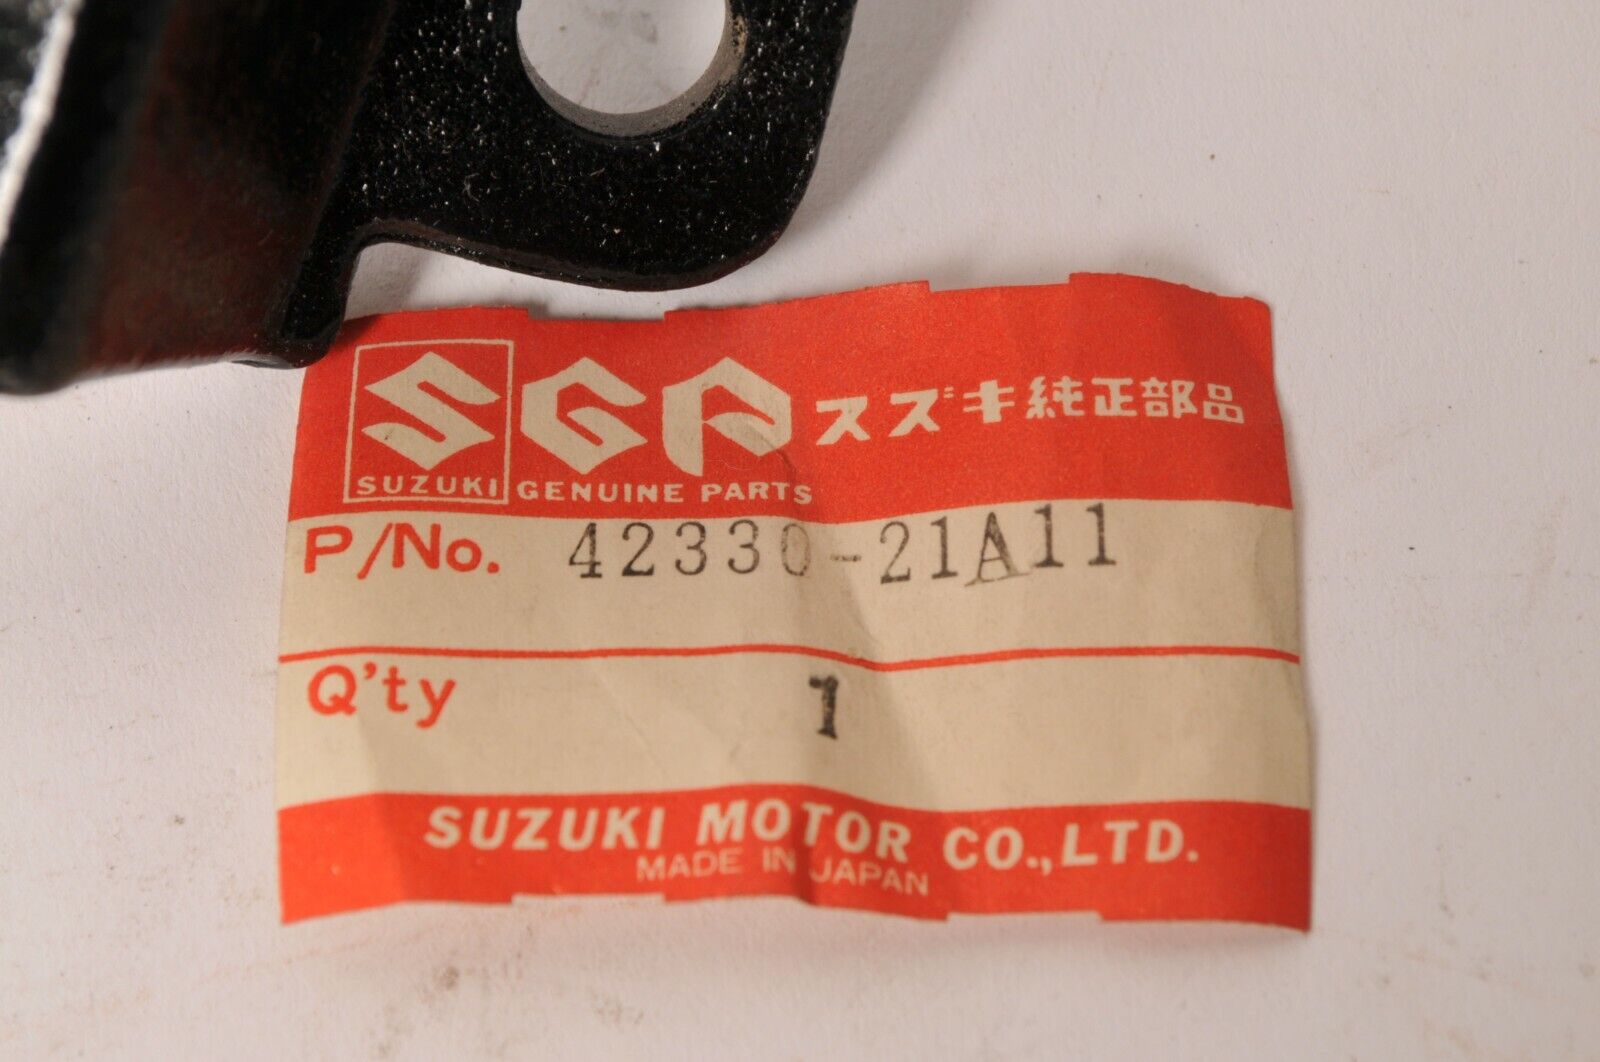 SGP スズキ純正部品
SUZUKI GENUINE PARTS
P/No. 42330-21A11
Q'ty 1
SUZUKI MOTOR CO.,LTD.
MADE IN JAPAN